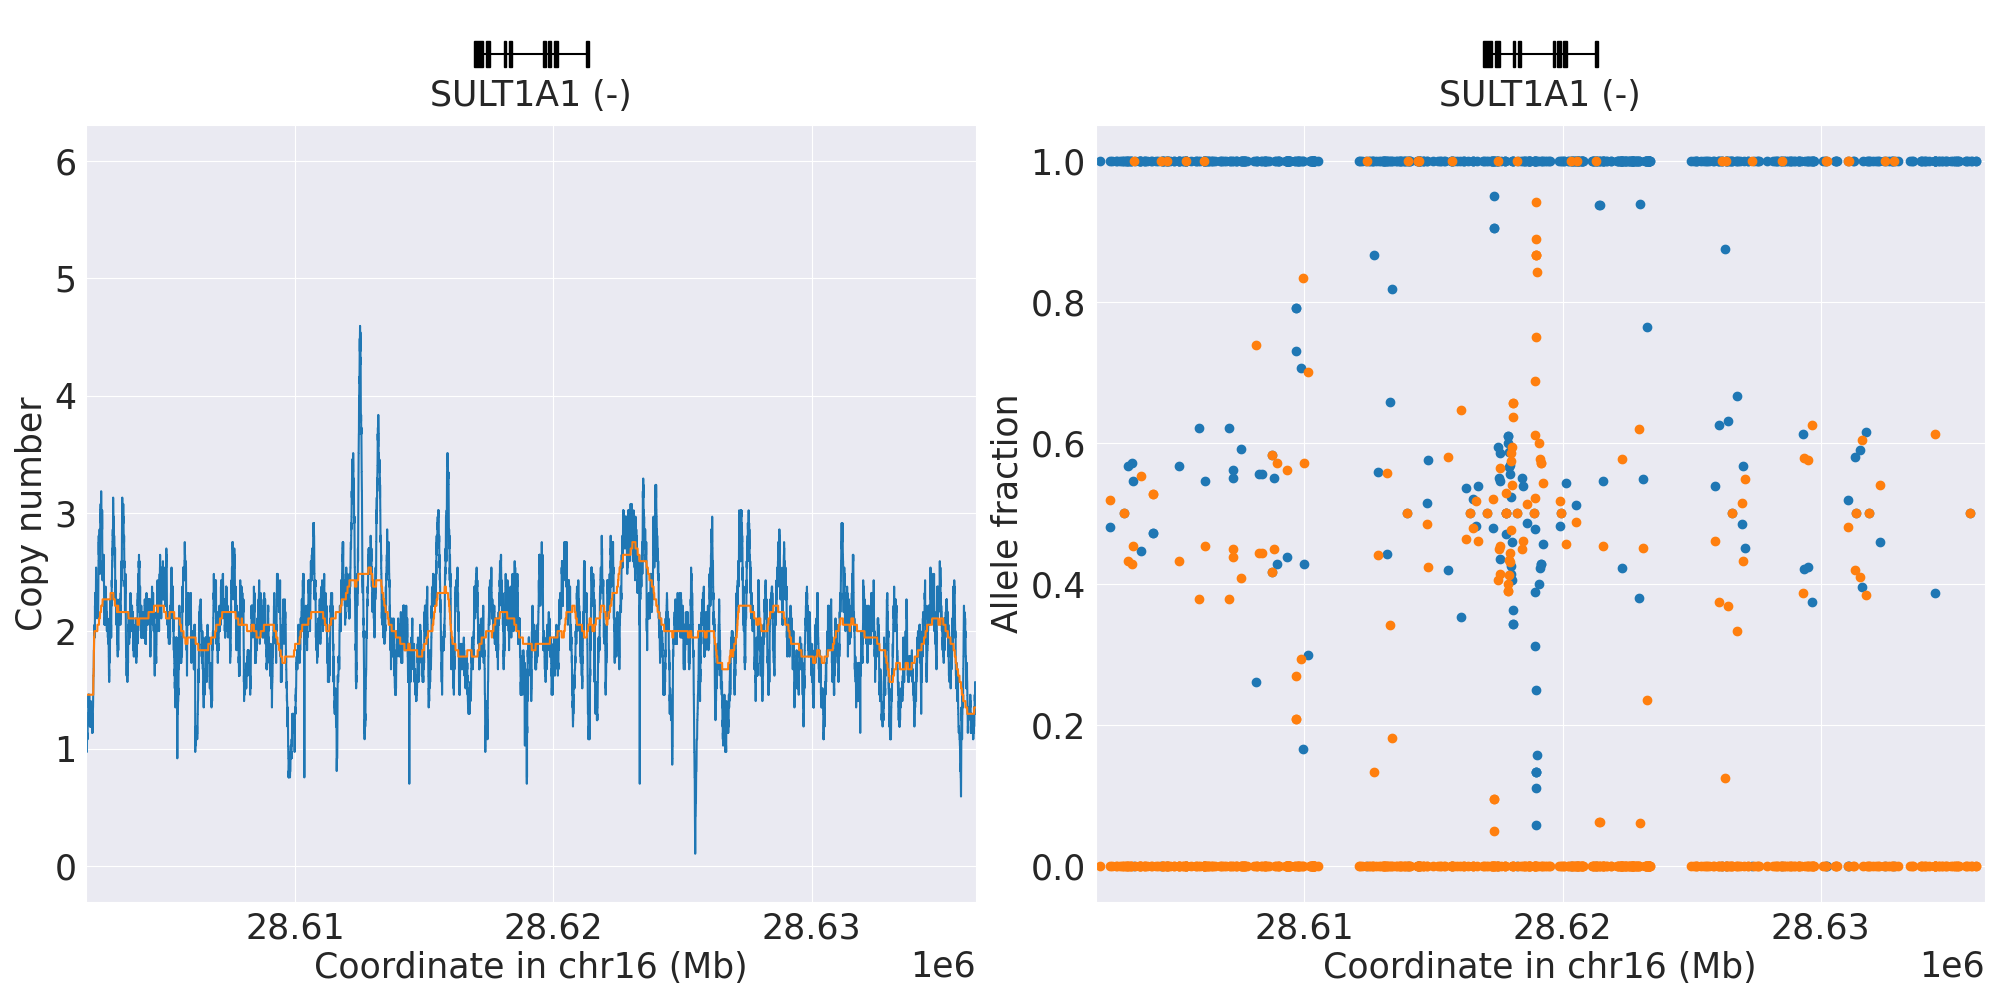 SULT1A1 (-)
Copy number
6
5
4
3
2
1
0
28.61
28.62
28.63
Coordinate in chr16 (Mb)
1e6
SULT1A1 (-)
Allele fraction
1.0
0.8
0.6
0.4
0.2
0.0
28.61
28.62
28.63
Coordinate in chr16 (Mb)
1e6